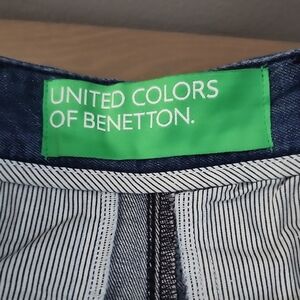 UNITED COLORS
OF BENETTON.